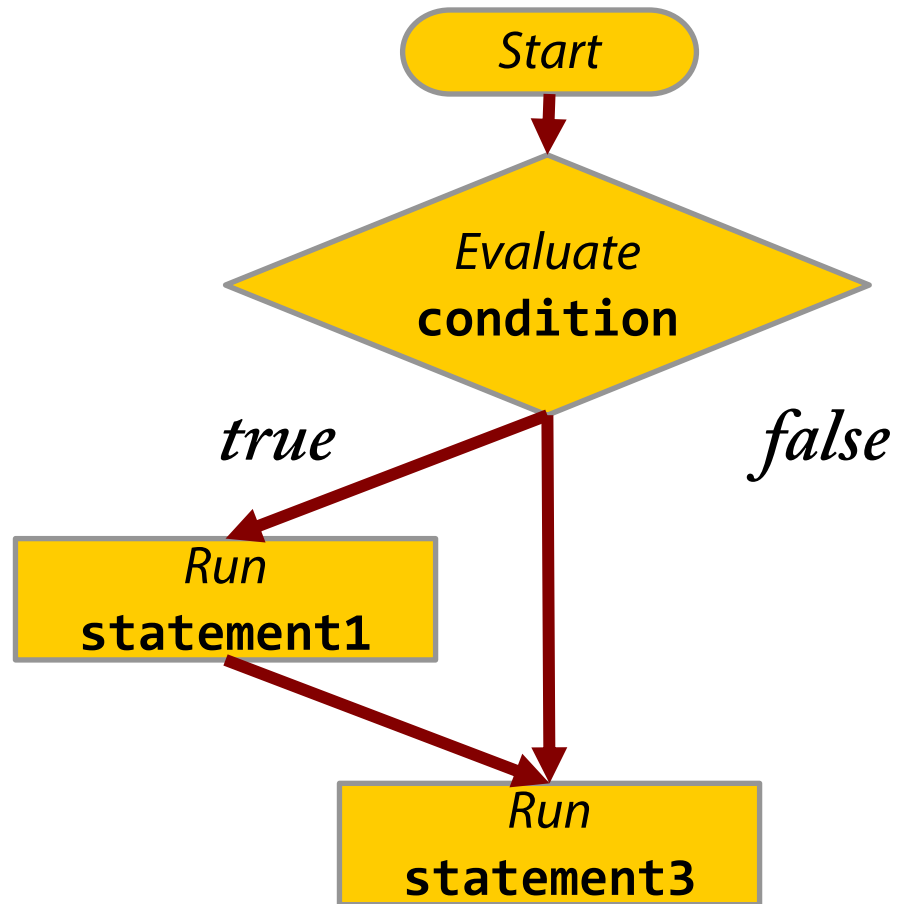 Start
Evaluate
condition
true
false
Run
statement1
Run
statement3